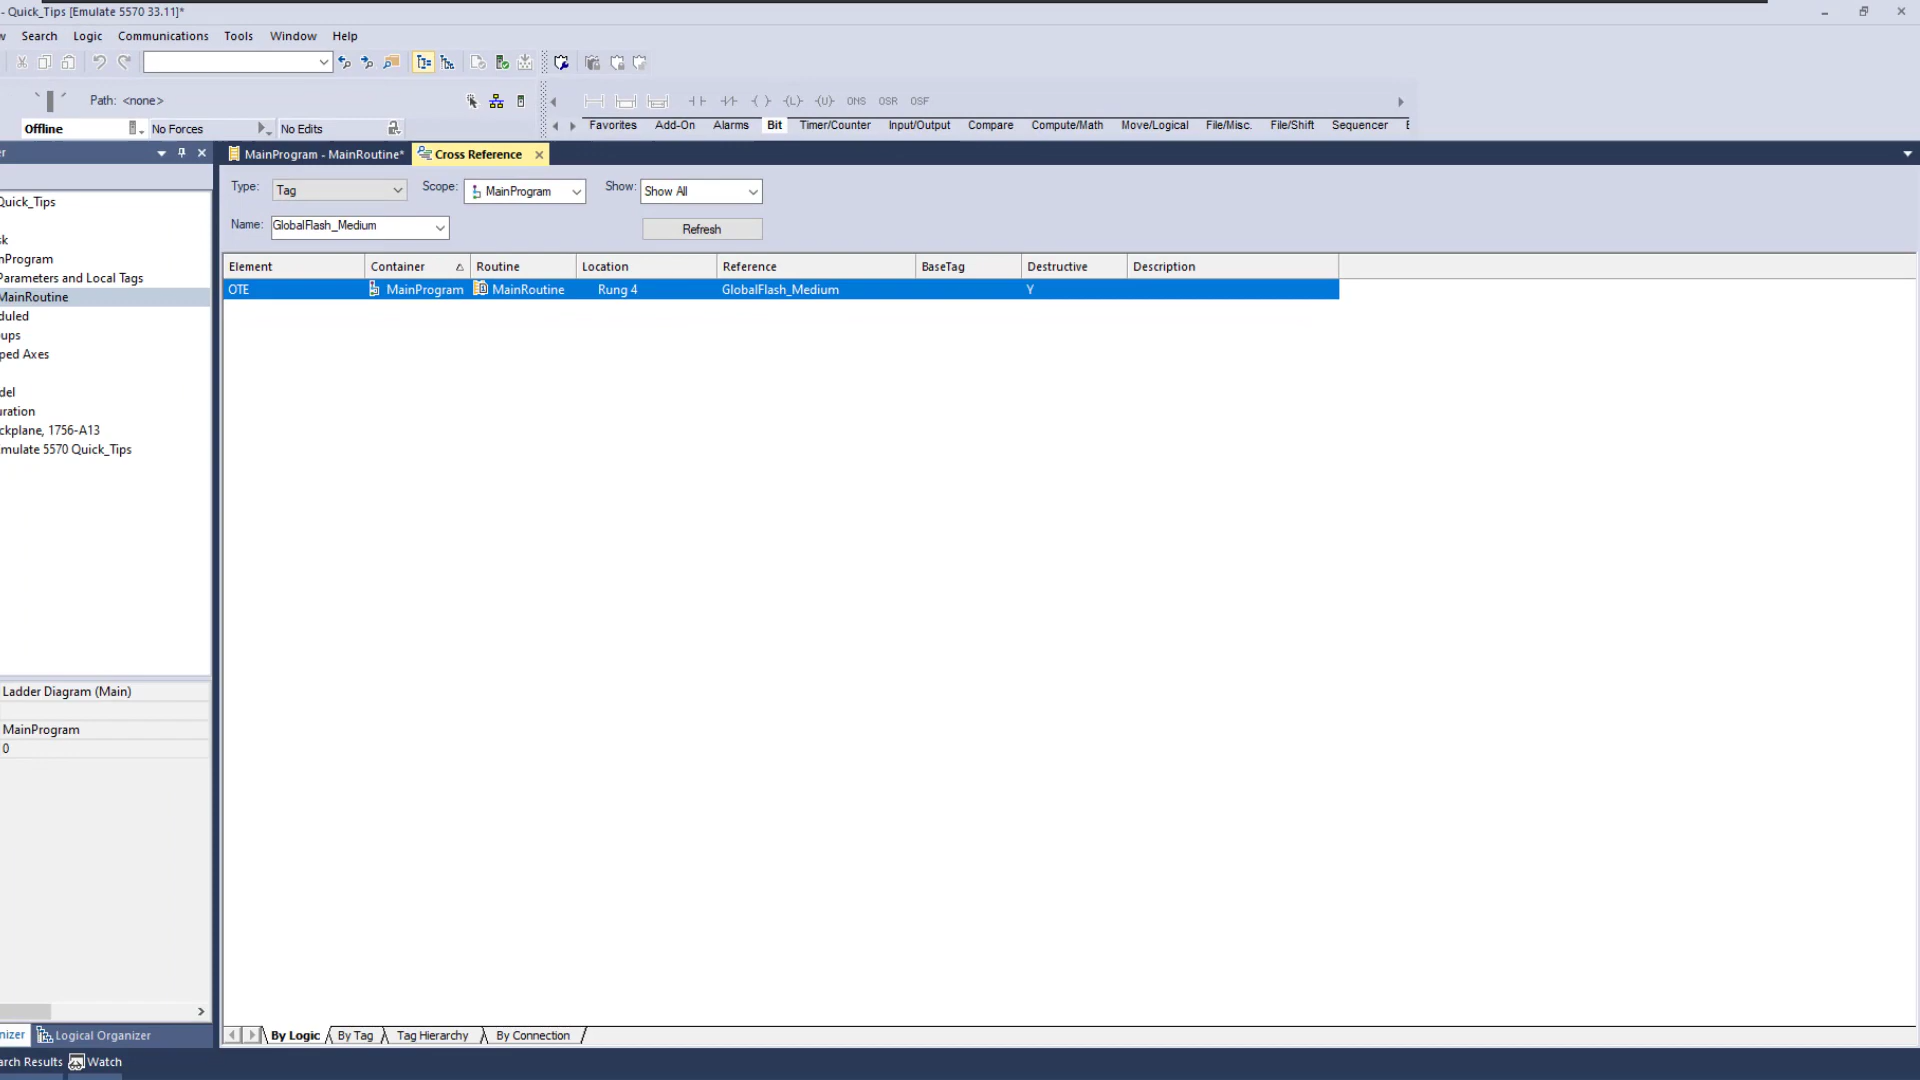 - Quick_Tips [Emulate 5570 33.11]*
w Search Logic Communications Tools Window Help
Path: <none>
ONS OSR OSF
Offline No Forces No Edits
Favorites Add-On Alarms Bit Timer/Counter Input/Output Compare Compute/Math Move/Logical File/Misc. File/Shift Sequencer
er MainProgram - MainRoutine* Cross Reference
Type: Tag Scope: MainProgram Show: Show All
Name: GlobalFlash_Medium Refresh
Element Container Routine Location Reference BaseTag Destructive Description
OTE MainProgram MainRoutine Rung 4 GlobalFlash_Medium Y
Quick_Tips
sk
nProgram
Parameters and Local Tags
MainRoutine
duled
ups
ped Axes
del
uration
ckplane, 1756-A13
Emulate 5570 Quick_Tips
Ladder Diagram (Main)
MainProgram
0
nizer Logical Organizer
By Logic By Tag Tag Hierarchy By Connection
arch Results Watch